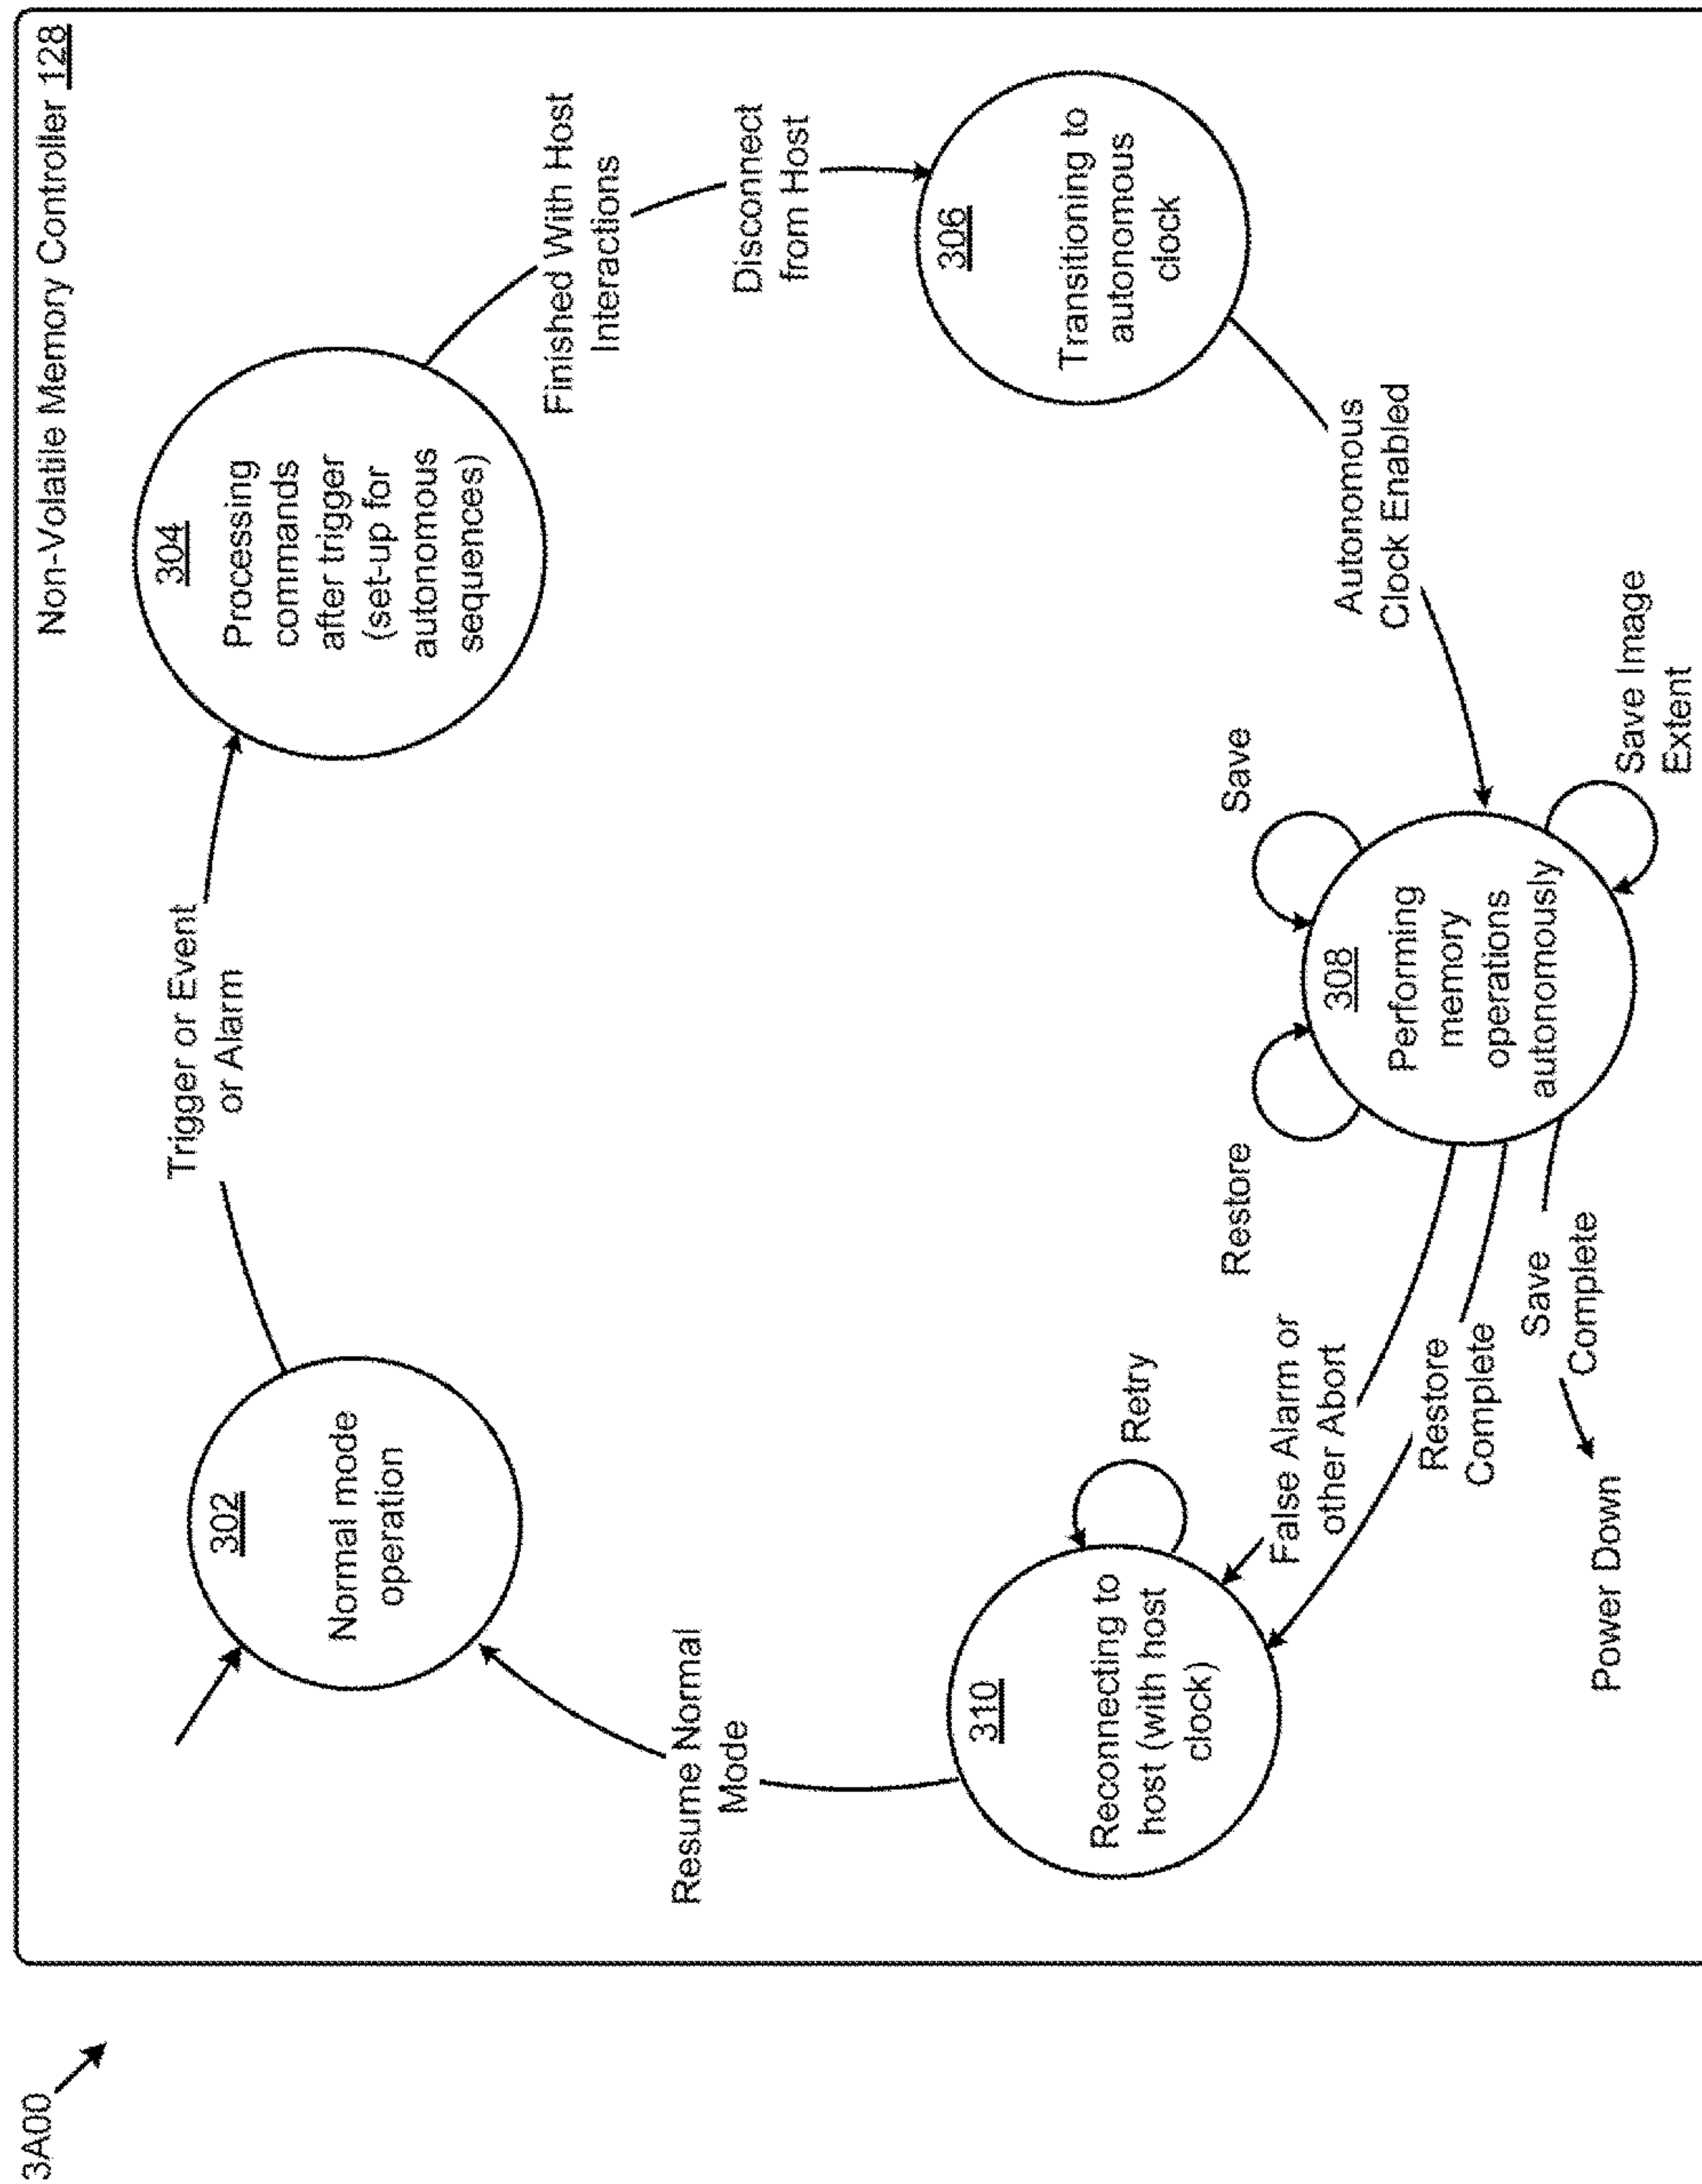 3A00
Non-Volatile Memory Controller 128
302
Normal mode
operation
Trigger or Event
or Alarm
304
Processing
commands
after trigger
(set-up for
autonomous
sequences)
Finished With Host
Interactions
Disconnect
from Host
306
Transitioning to
autonomous
clock
Autonomous
Clock Enabled
308
Performing
memory
operations
autonomously
Save
Save Image
Extent
Restore
False Alarm or
other Abort
Restore
Complete
Save
Complete
Power Down
310
Reconnecting to
host (with host
clock)
Retry
Resume Normal
Mode